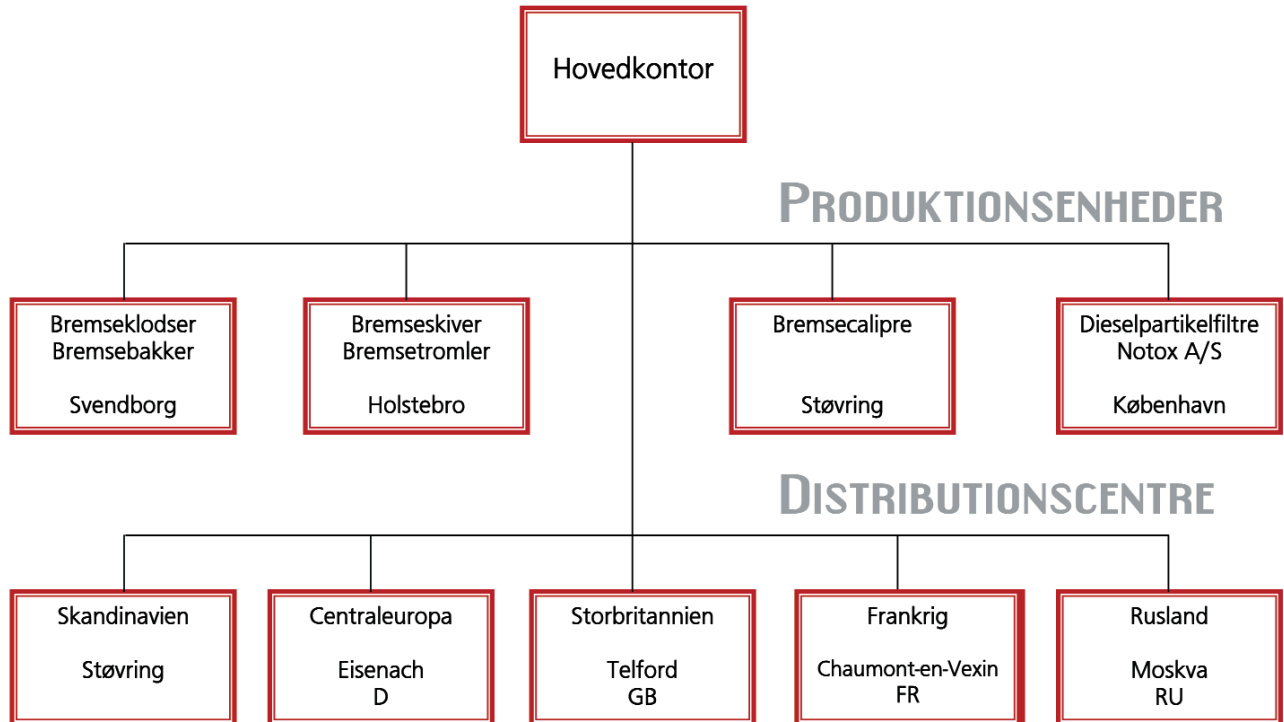 Hovedkontor
PRODUKTIONSENHEDER
Bremseklodser
Bremsebakker
Svendborg
Bremseskiver
Bremsetromler
Holstebro
Bremsecalipre
Støvring
Dieselpartikelfiltre
Notox A/S
København
DISTRIBUTIONSCENTRE
Skandinavien
Støvring
Centraleuropa
Eisenach
D
Storbritannien
Telford
GB
Frankrig
Chaumont-en-Vexin
FR
Rusland
Moskva
RU